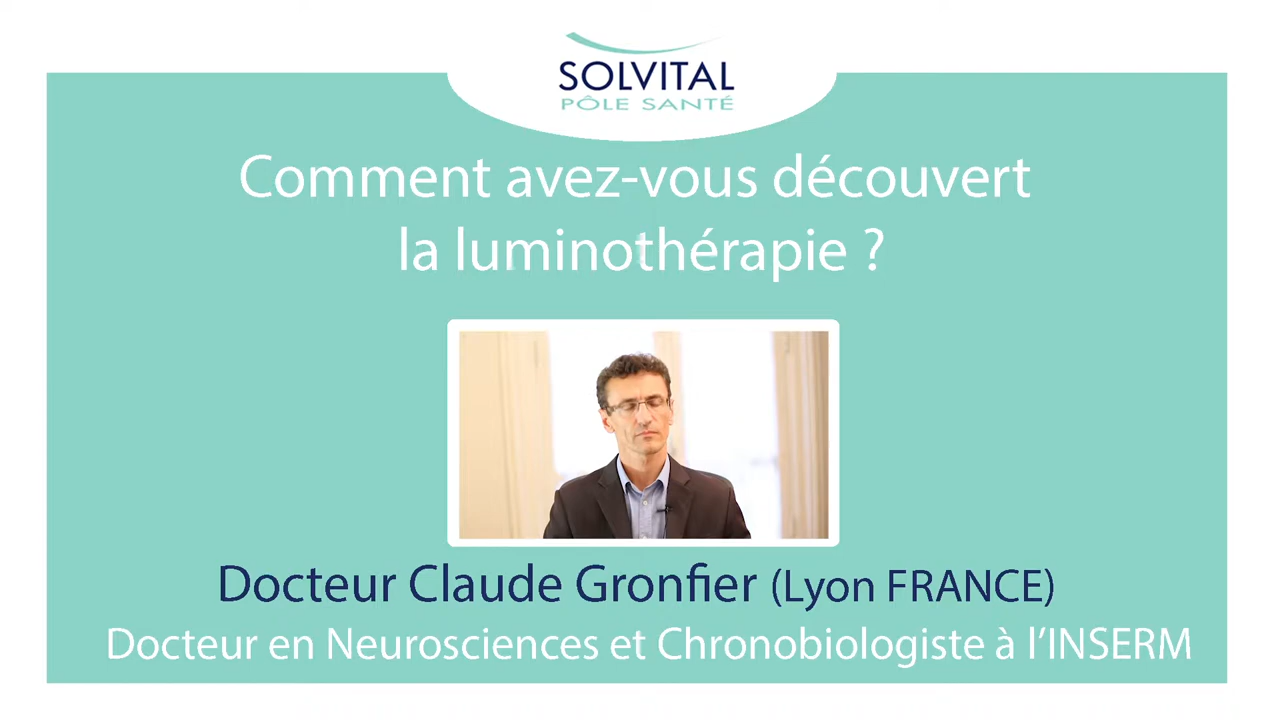 SOLVITAL
PÔLE SANTÉ
Comment avez-vous découvert
la luminothérapie ?
Docteur Claude Gronfier (Lyon FRANCE)
Docteur en Neurosciences et Chronobiologiste à l’INSERM